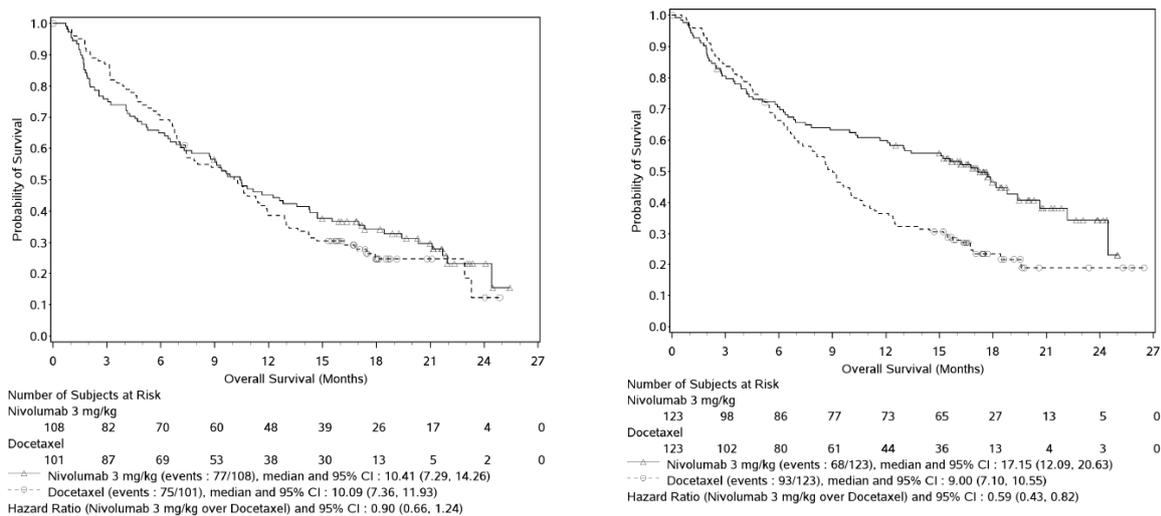 1.0
0.9
0.8
0.7
0.6
0.5
0.4
0.3
0.2
0.1
0.0
Probability of Survival
0 3 6 9 12 15 18 21 24 27
Overall Survival (Months)
Number of Subjects at Risk
Nivolumab 3 mg/kg
108 82 70 60 48 39 26 17 4 0
Docetaxel
101 87 69 53 38 30 13 5 2 0
Nivolumab 3 mg/kg (events : 77/108), median and 95% CI : 10.41 (7.29, 14.26)
Docetaxel (events : 75/101), median and 95% CI : 10.09 (7.36, 11.93)
Hazard Ratio (Nivolumab 3 mg/kg over Docetaxel) and 95% CI : 0.90 (0.66, 1.24)
1.0
0.9
0.8
0.7
0.6
0.5
0.4
0.3
0.2
0.1
0.0
Probability of Survival
0 3 6 9 12 15 18 21 24 27
Overall Survival (Months)
Number of Subjects at Risk
Nivolumab 3 mg/kg
123 98 86 77 73 65 27 13 5 0
Docetaxel
123 102 80 61 44 36 13 4 3 0
Nivolumab 3 mg/kg (events : 68/123), median and 95% CI : 17.15 (12.09, 20.63)
Docetaxel (events : 93/123), median and 95% CI : 9.00 (7.10, 10.55)
Hazard Ratio (Nivolumab 3 mg/kg over Docetaxel) and 95% CI : 0.59 (0.43, 0.82)